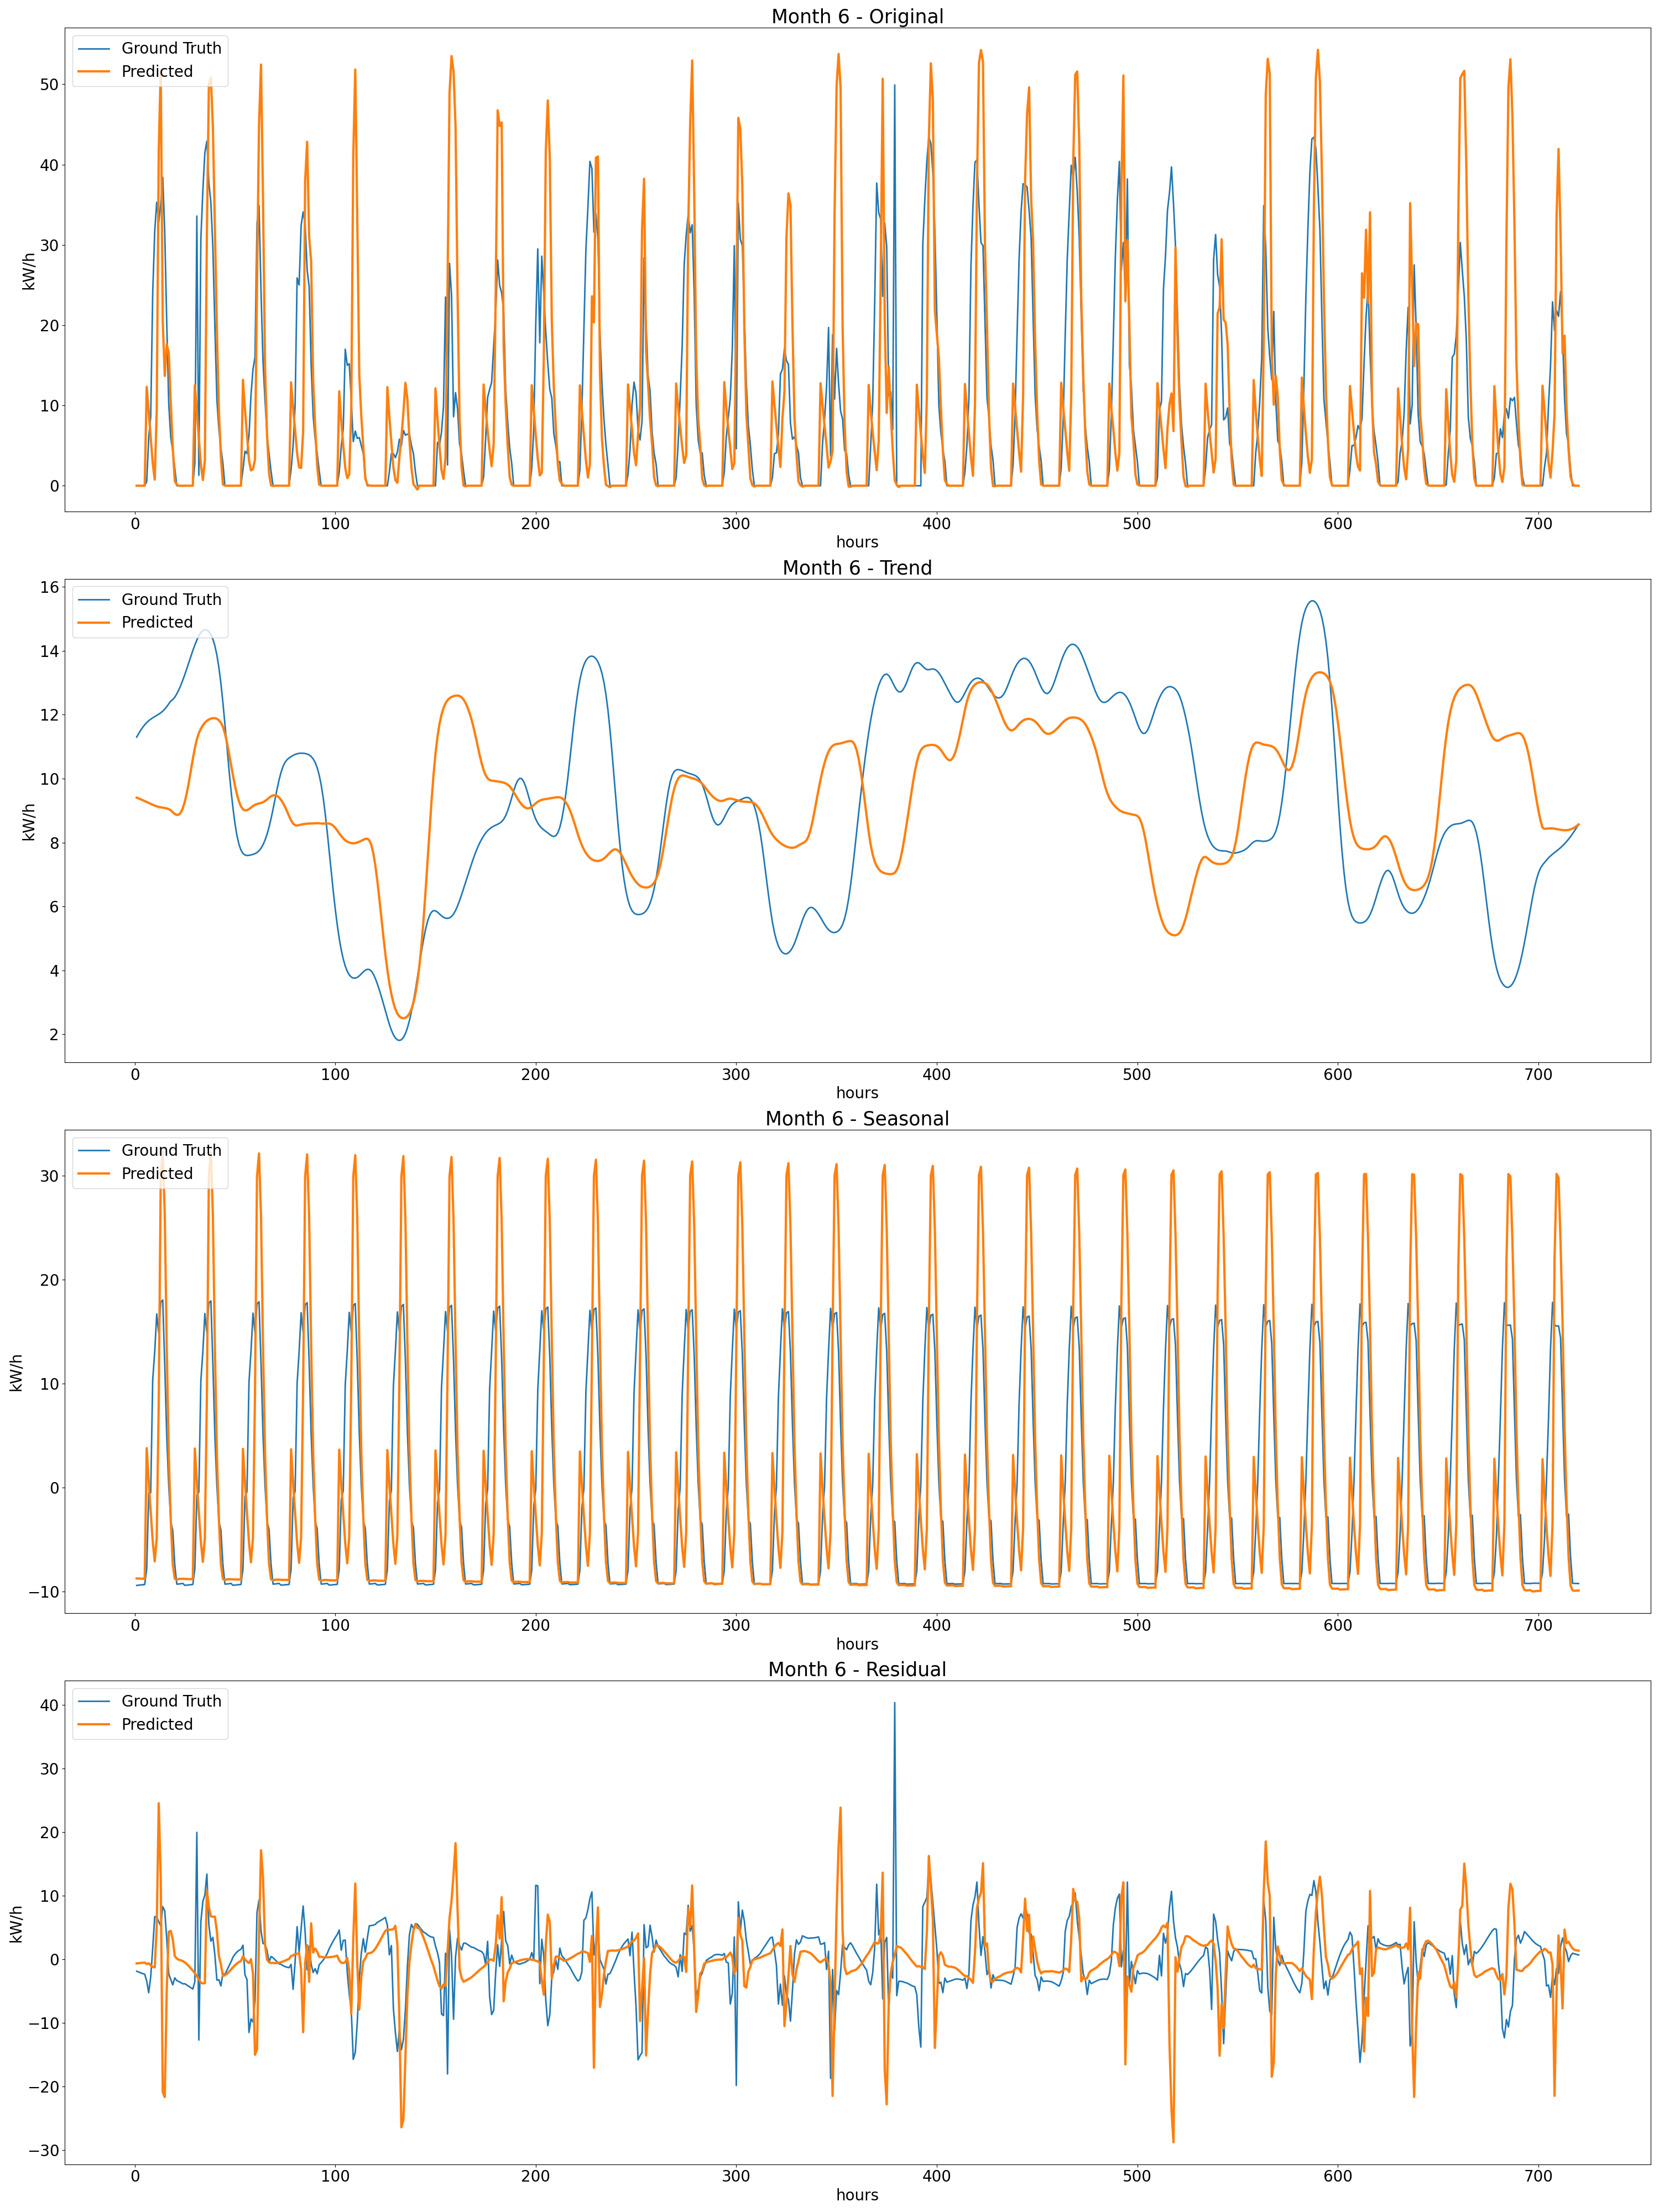 Month 6 - Original
Ground Truth
Predicted
kW/h
50
40
30
20
10
0
0 100 200 300 400 500 600 700
hours
Month 6 - Trend
Ground Truth
Predicted
kW/h
16
14
12
10
8
6
4
2
0 100 200 300 400 500 600 700
hours
Month 6 - Seasonal
Ground Truth
Predicted
kW/h
30
20
10
0
−10
0 100 200 300 400 500 600 700
hours
Month 6 - Residual
Ground Truth
Predicted
kW/h
40
30
20
10
0
−10
−20
−30
0 100 200 300 400 500 600 700
hours